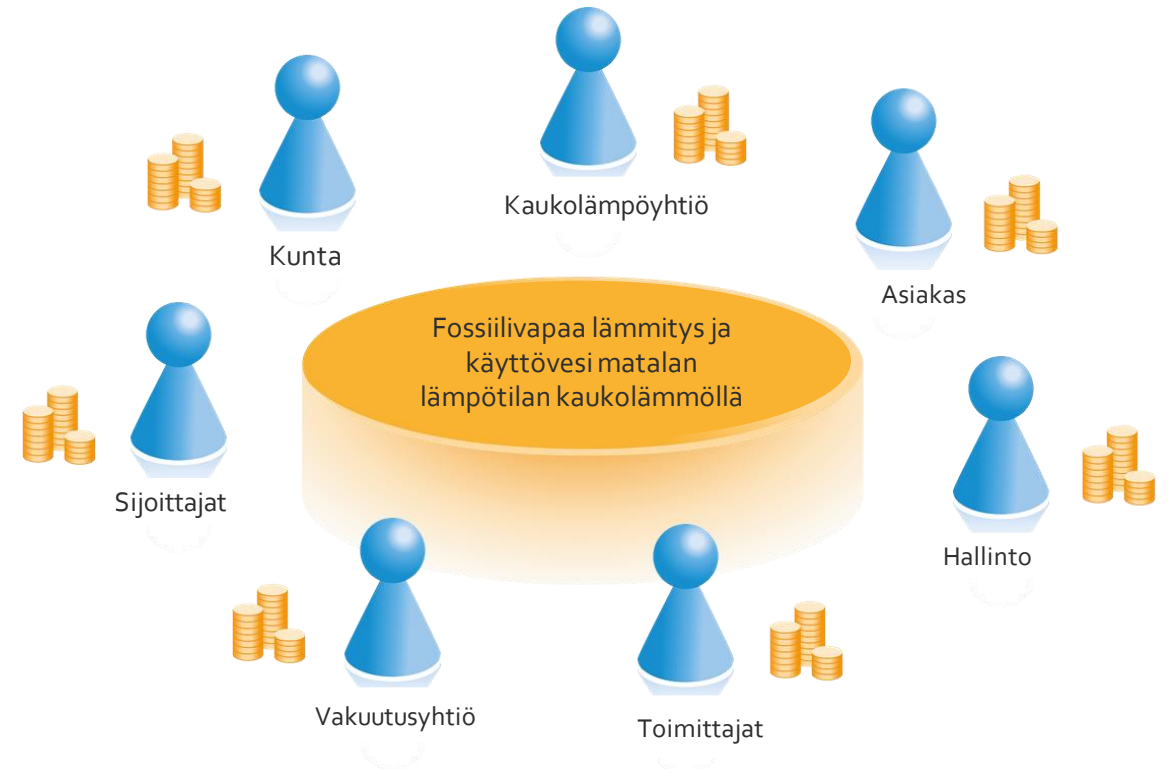 Kaukolämpöyhtiö
Kunta
Asiakas
Fossiilivapaa lämmitys ja
käyttövesi matalan
lämpötilan kaukolämmöllä
Sijoittajat
Hallinto
Vakuutusyhtiö
Toimittajat